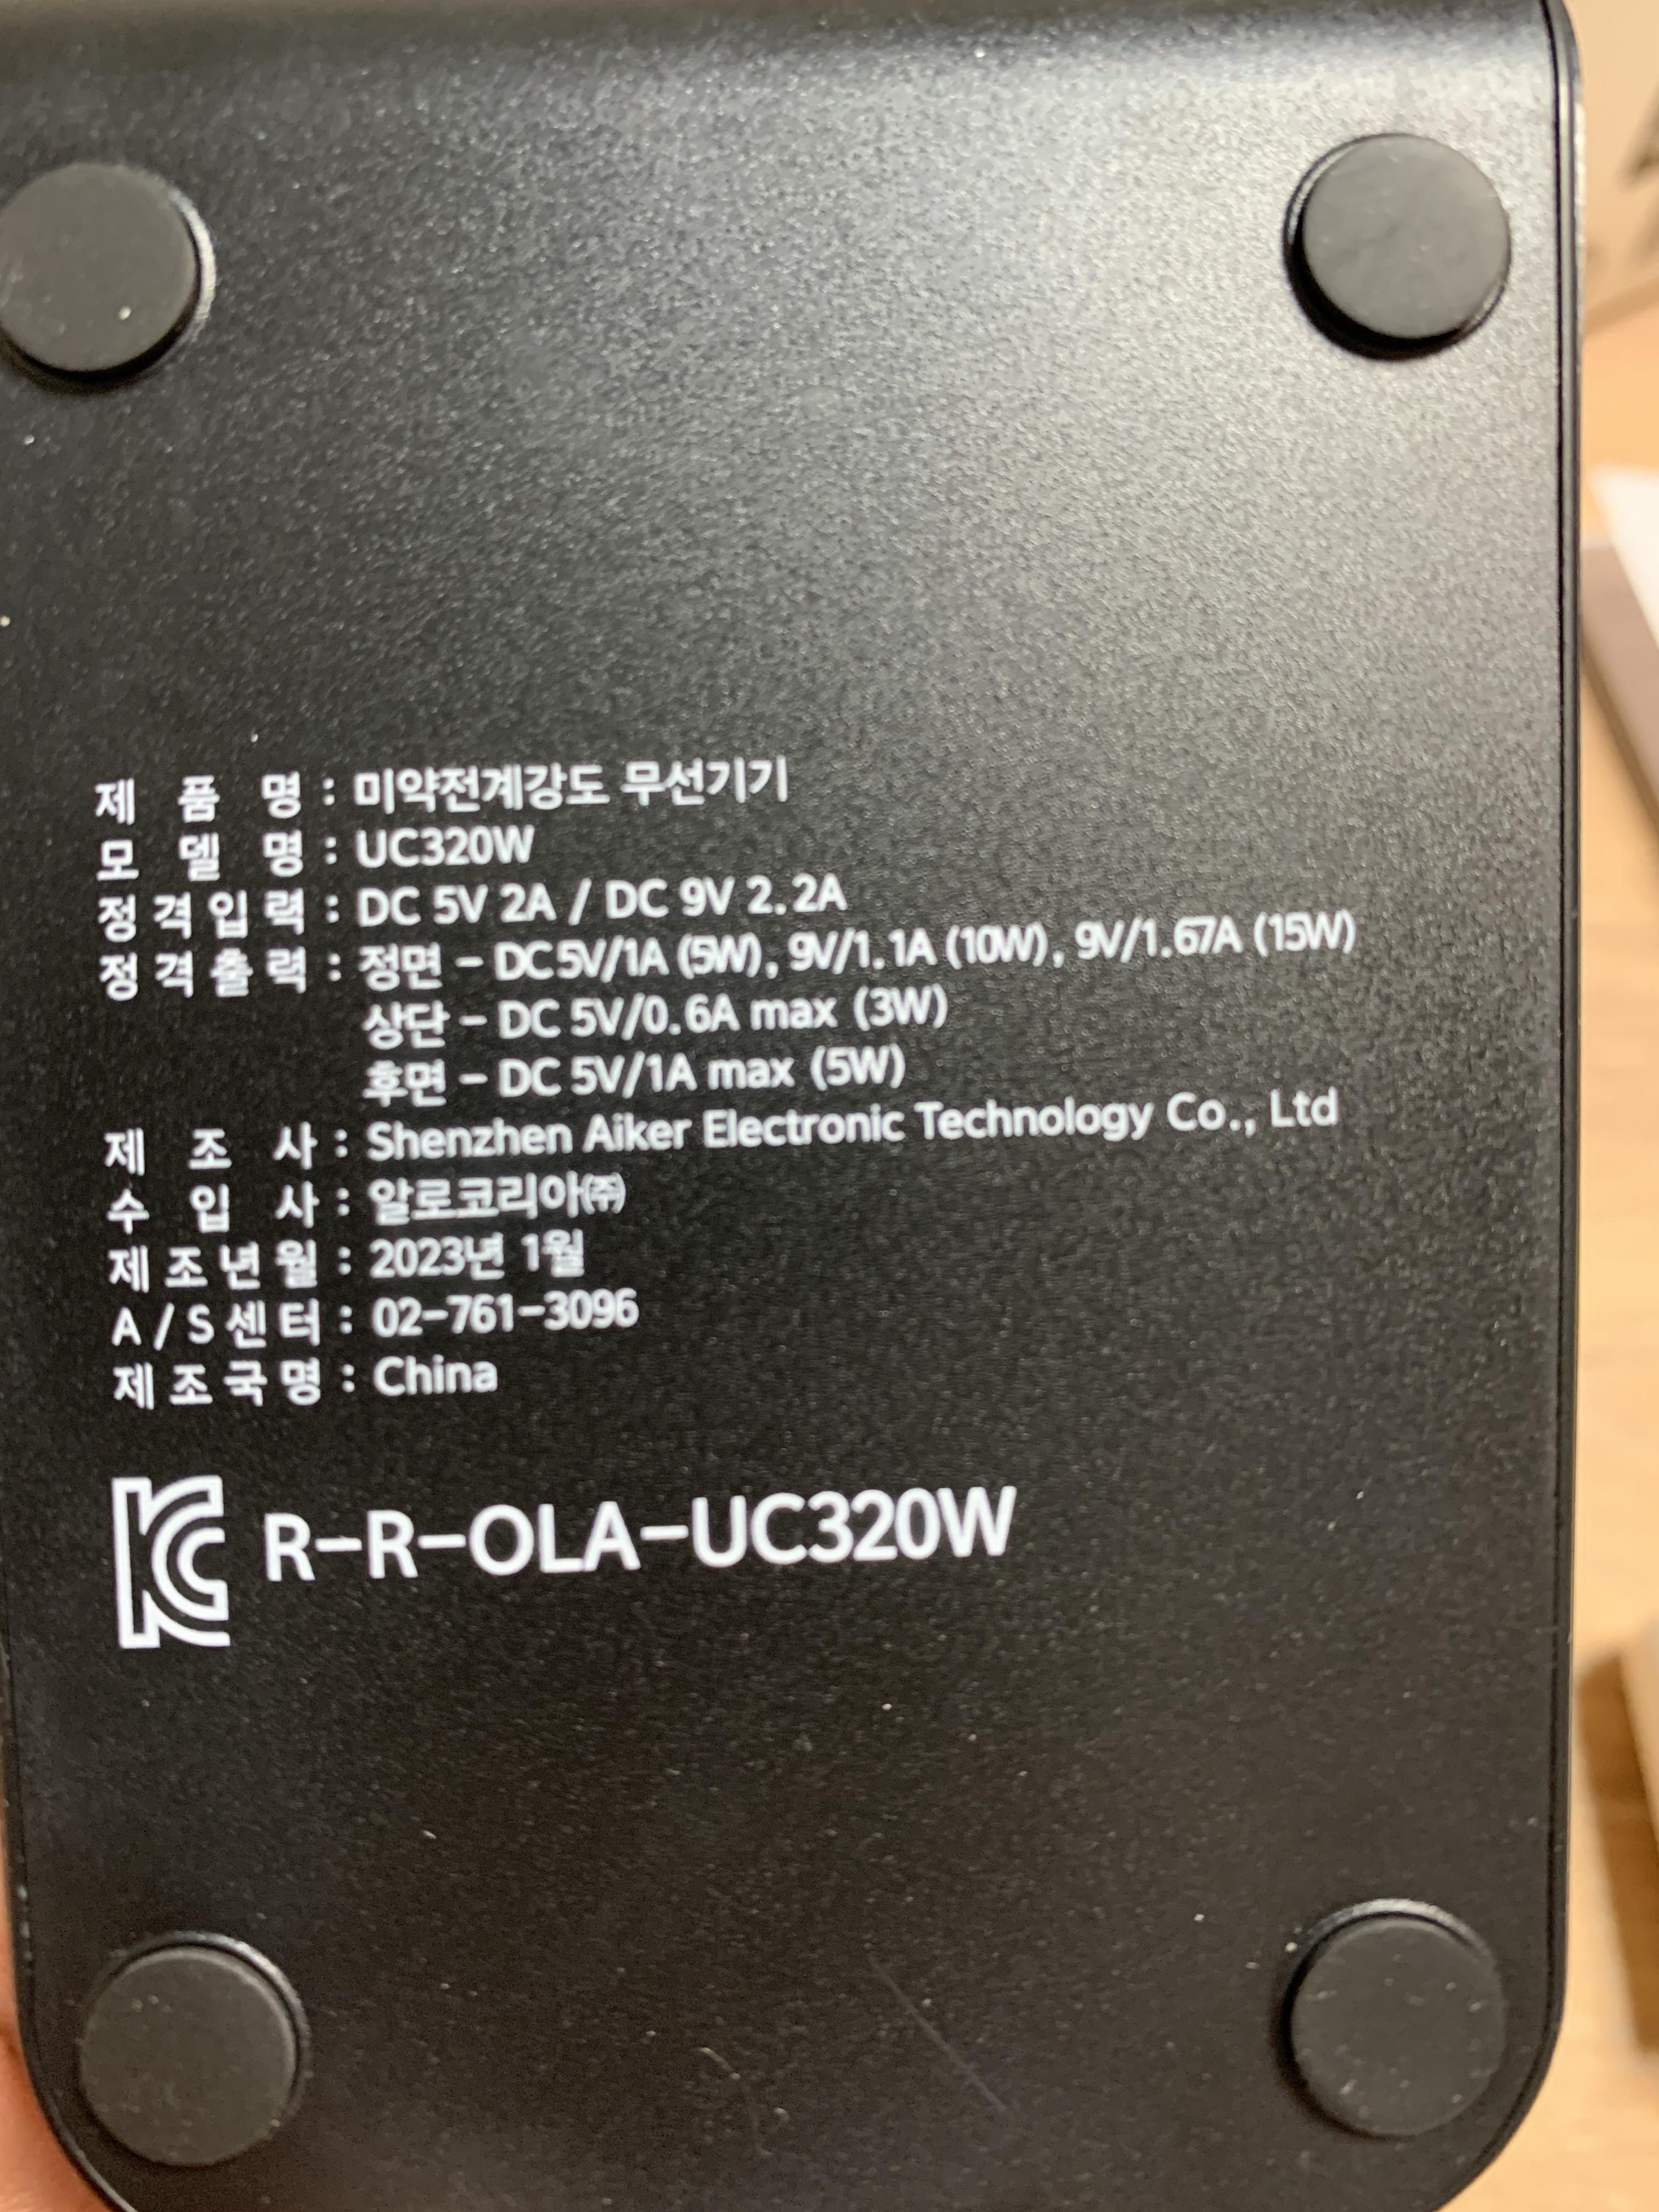 제 품 명 : 미약전계강도 무선기기
모 델 명 : UC320W
정격입력 : DC 5V 2A / DC 9V 2.2A
정격출력 : 정면 - DC 5V/1A (5W), 9V/1.1A (10W), 9V/1.67A (15W)
상단 - DC 5V/0.6A max (3W)
후면 - DC 5V/1A max (5W)
제 조 사 : Shenzhen Aiker Electronic Technology Co., Ltd
수 입 사 : 알로코리아㈜
제조년월 : 2023년 1월
A/S센터 : 02-761-3096
제조국명 : China
KC R-R-OLA-UC320W